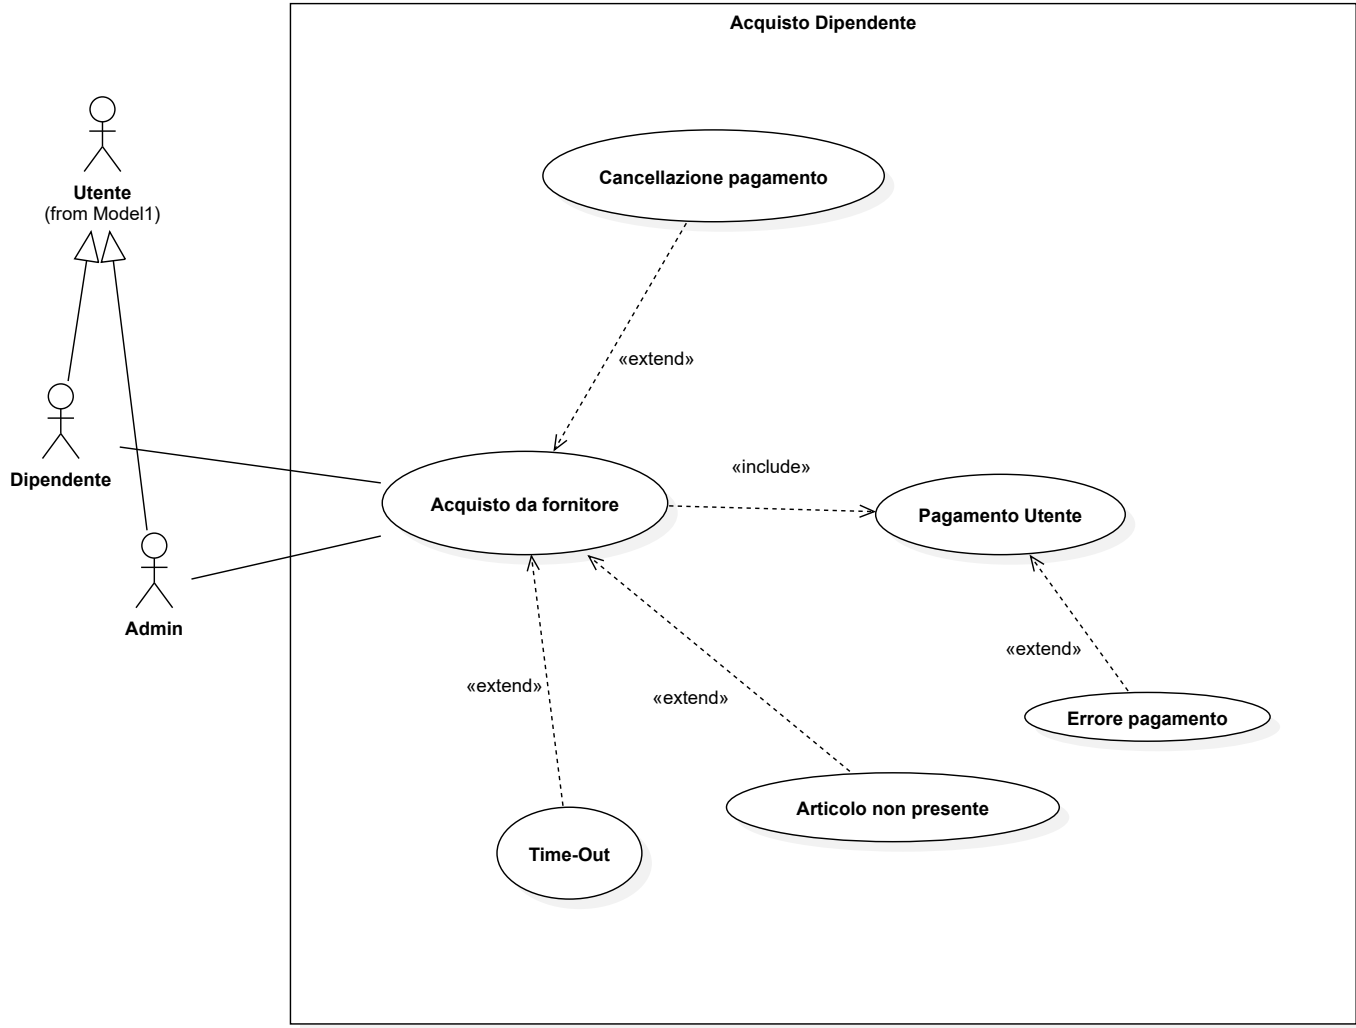 Acquisto Dipendente
Utente
(from Model1)
Cancellazione pagamento
«extend»
Dipendente
«include»
Acquisto da fornitore
Pagamento Utente
Admin
«extend»
«extend»
«extend»
Errore pagamento
Articolo non presente
Time-Out